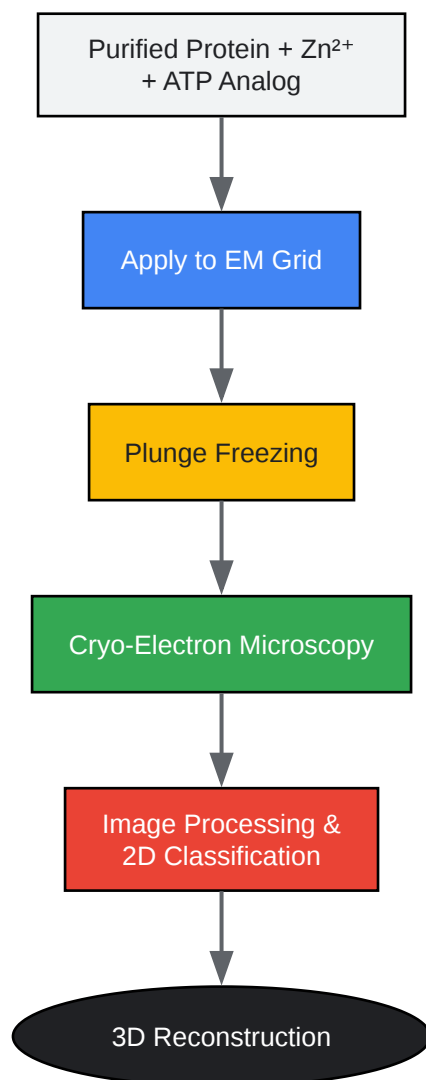 Purified Protein + Zn²⁺
+ ATP Analog
Apply to EM Grid
Plunge Freezing
Cryo-Electron Microscopy
Image Processing &
2D Classification
3D Reconstruction